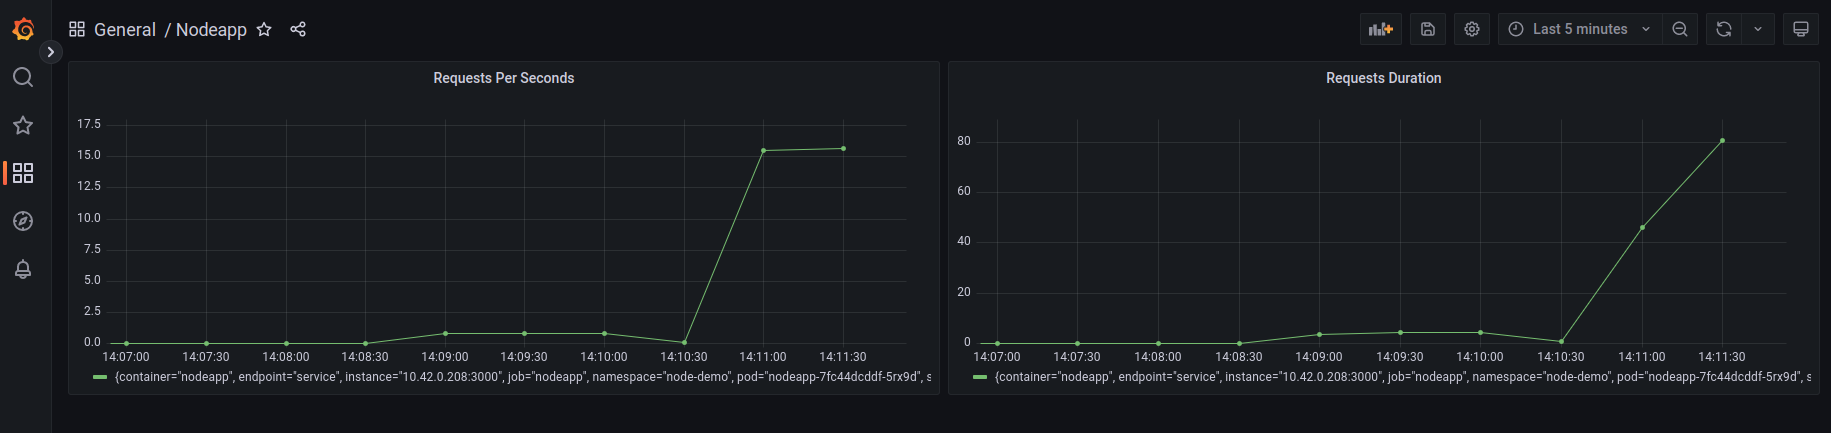 General / Nodeapp
Last 5 minutes
Requests Per Seconds
17.5
15.0
12.5
10.0
7.5
5.0
2.5
0.0
14:07:00 14:07:30 14:08:00 14:08:30 14:09:00 14:09:30 14:10:00 14:10:30 14:11:00 14:11:30
{container="nodeapp", endpoint="service", instance="10.42.0.208:3000", job="nodeapp", namespace="node-demo", pod="nodeapp-7fc44dcddf-5rx9d", s
Requests Duration
80
60
40
20
0
14:07:00 14:07:30 14:08:00 14:08:30 14:09:00 14:09:30 14:10:00 14:10:30 14:11:00 14:11:30
{container="nodeapp", endpoint="service", instance="10.42.0.208:3000", job="nodeapp", namespace="node-demo", pod="nodeapp-7fc44dcddf-5rx9d", s